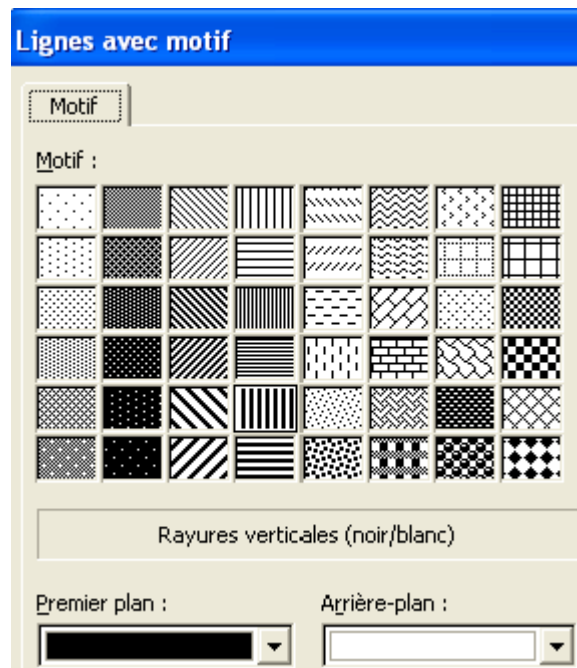 Lignes avec motif
Motif
Motif :
Rayures verticales (noir/blanc)
Premier plan : Arrière-plan :